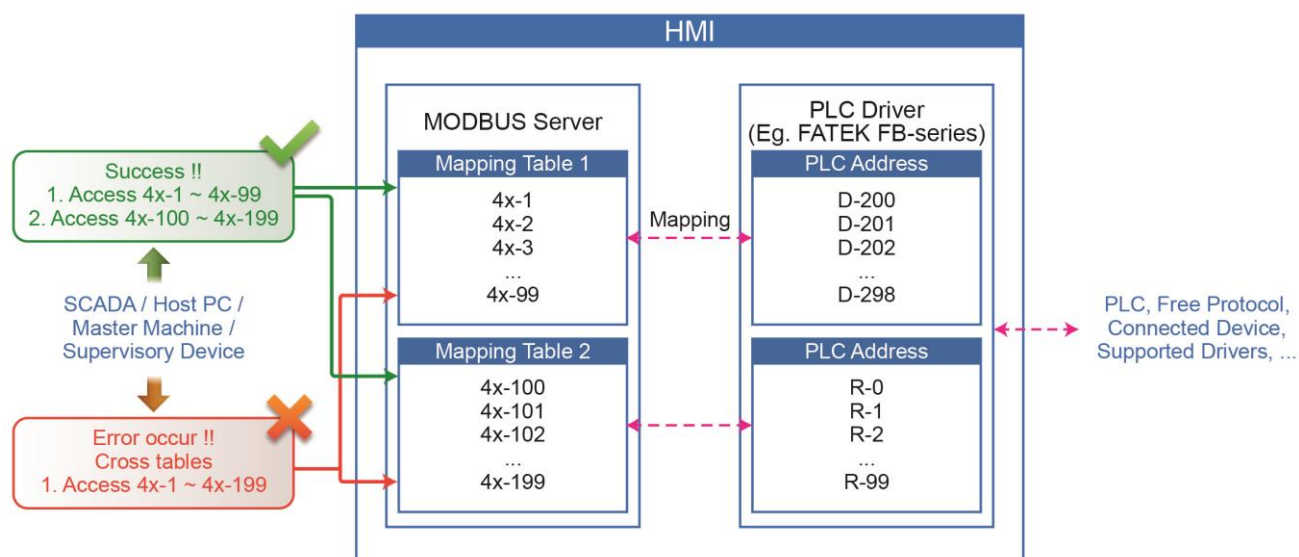 HMI
MODBUS Server
PLC Driver
(Eg. FATEK FB-series)
Success !!
1. Access 4x-1 ~ 4x-99
2. Access 4x-100 ~ 4x-199
SCADA / Host PC /
Master Machine /
Supervisory Device
Error occur !!
Cross tables
1. Access 4x-1 ~ 4x-199
Mapping Table 1
4x-1
4x-2
4x-3
...
4x-99
Mapping
PLC Address
D-200
D-201
D-202
...
D-298
Mapping Table 2
4x-100
4x-101
4x-102
...
4x-199
PLC Address
R-0
R-1
R-2
...
R-99
PLC, Free Protocol,
Connected Device,
Supported Drivers, ...